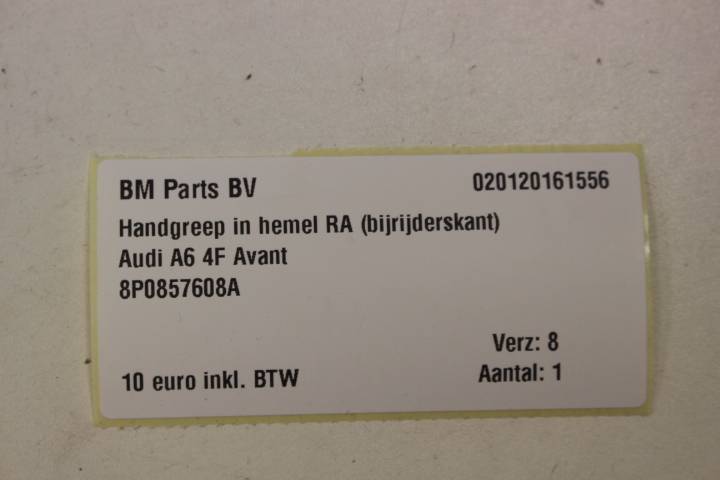 BM Parts BV 020120161556
Handgreep in hemel RA (bijrijderskant)
Audi A6 4F Avant
8P0857608A
Verz: 8
10 euro inkl. BTW Aantal: 1